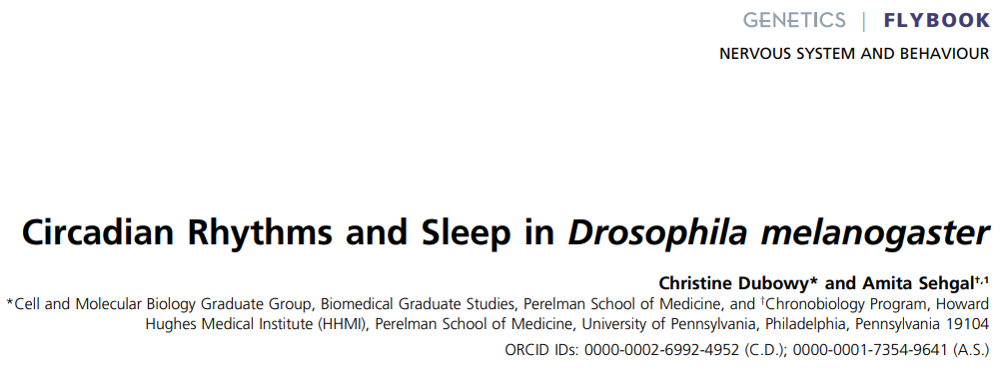 GENETICS | FLYBOOK
NERVOUS SYSTEM AND BEHAVIOUR
Circadian Rhythms and Sleep in Drosophila melanogaster
Christine Dubowy* and Amita Sehgal†,1
*Cell and Molecular Biology Graduate Group, Biomedical Graduate Studies, Perelman School of Medicine, and †Chronobiology Program, Howard
Hughes Medical Institute (HHMI), Perelman School of Medicine, University of Pennsylvania, Philadelphia, Pennsylvania 19104
ORCID IDs: 0000-0002-6992-4952 (C.D.); 0000-0001-7354-9641 (A.S.)